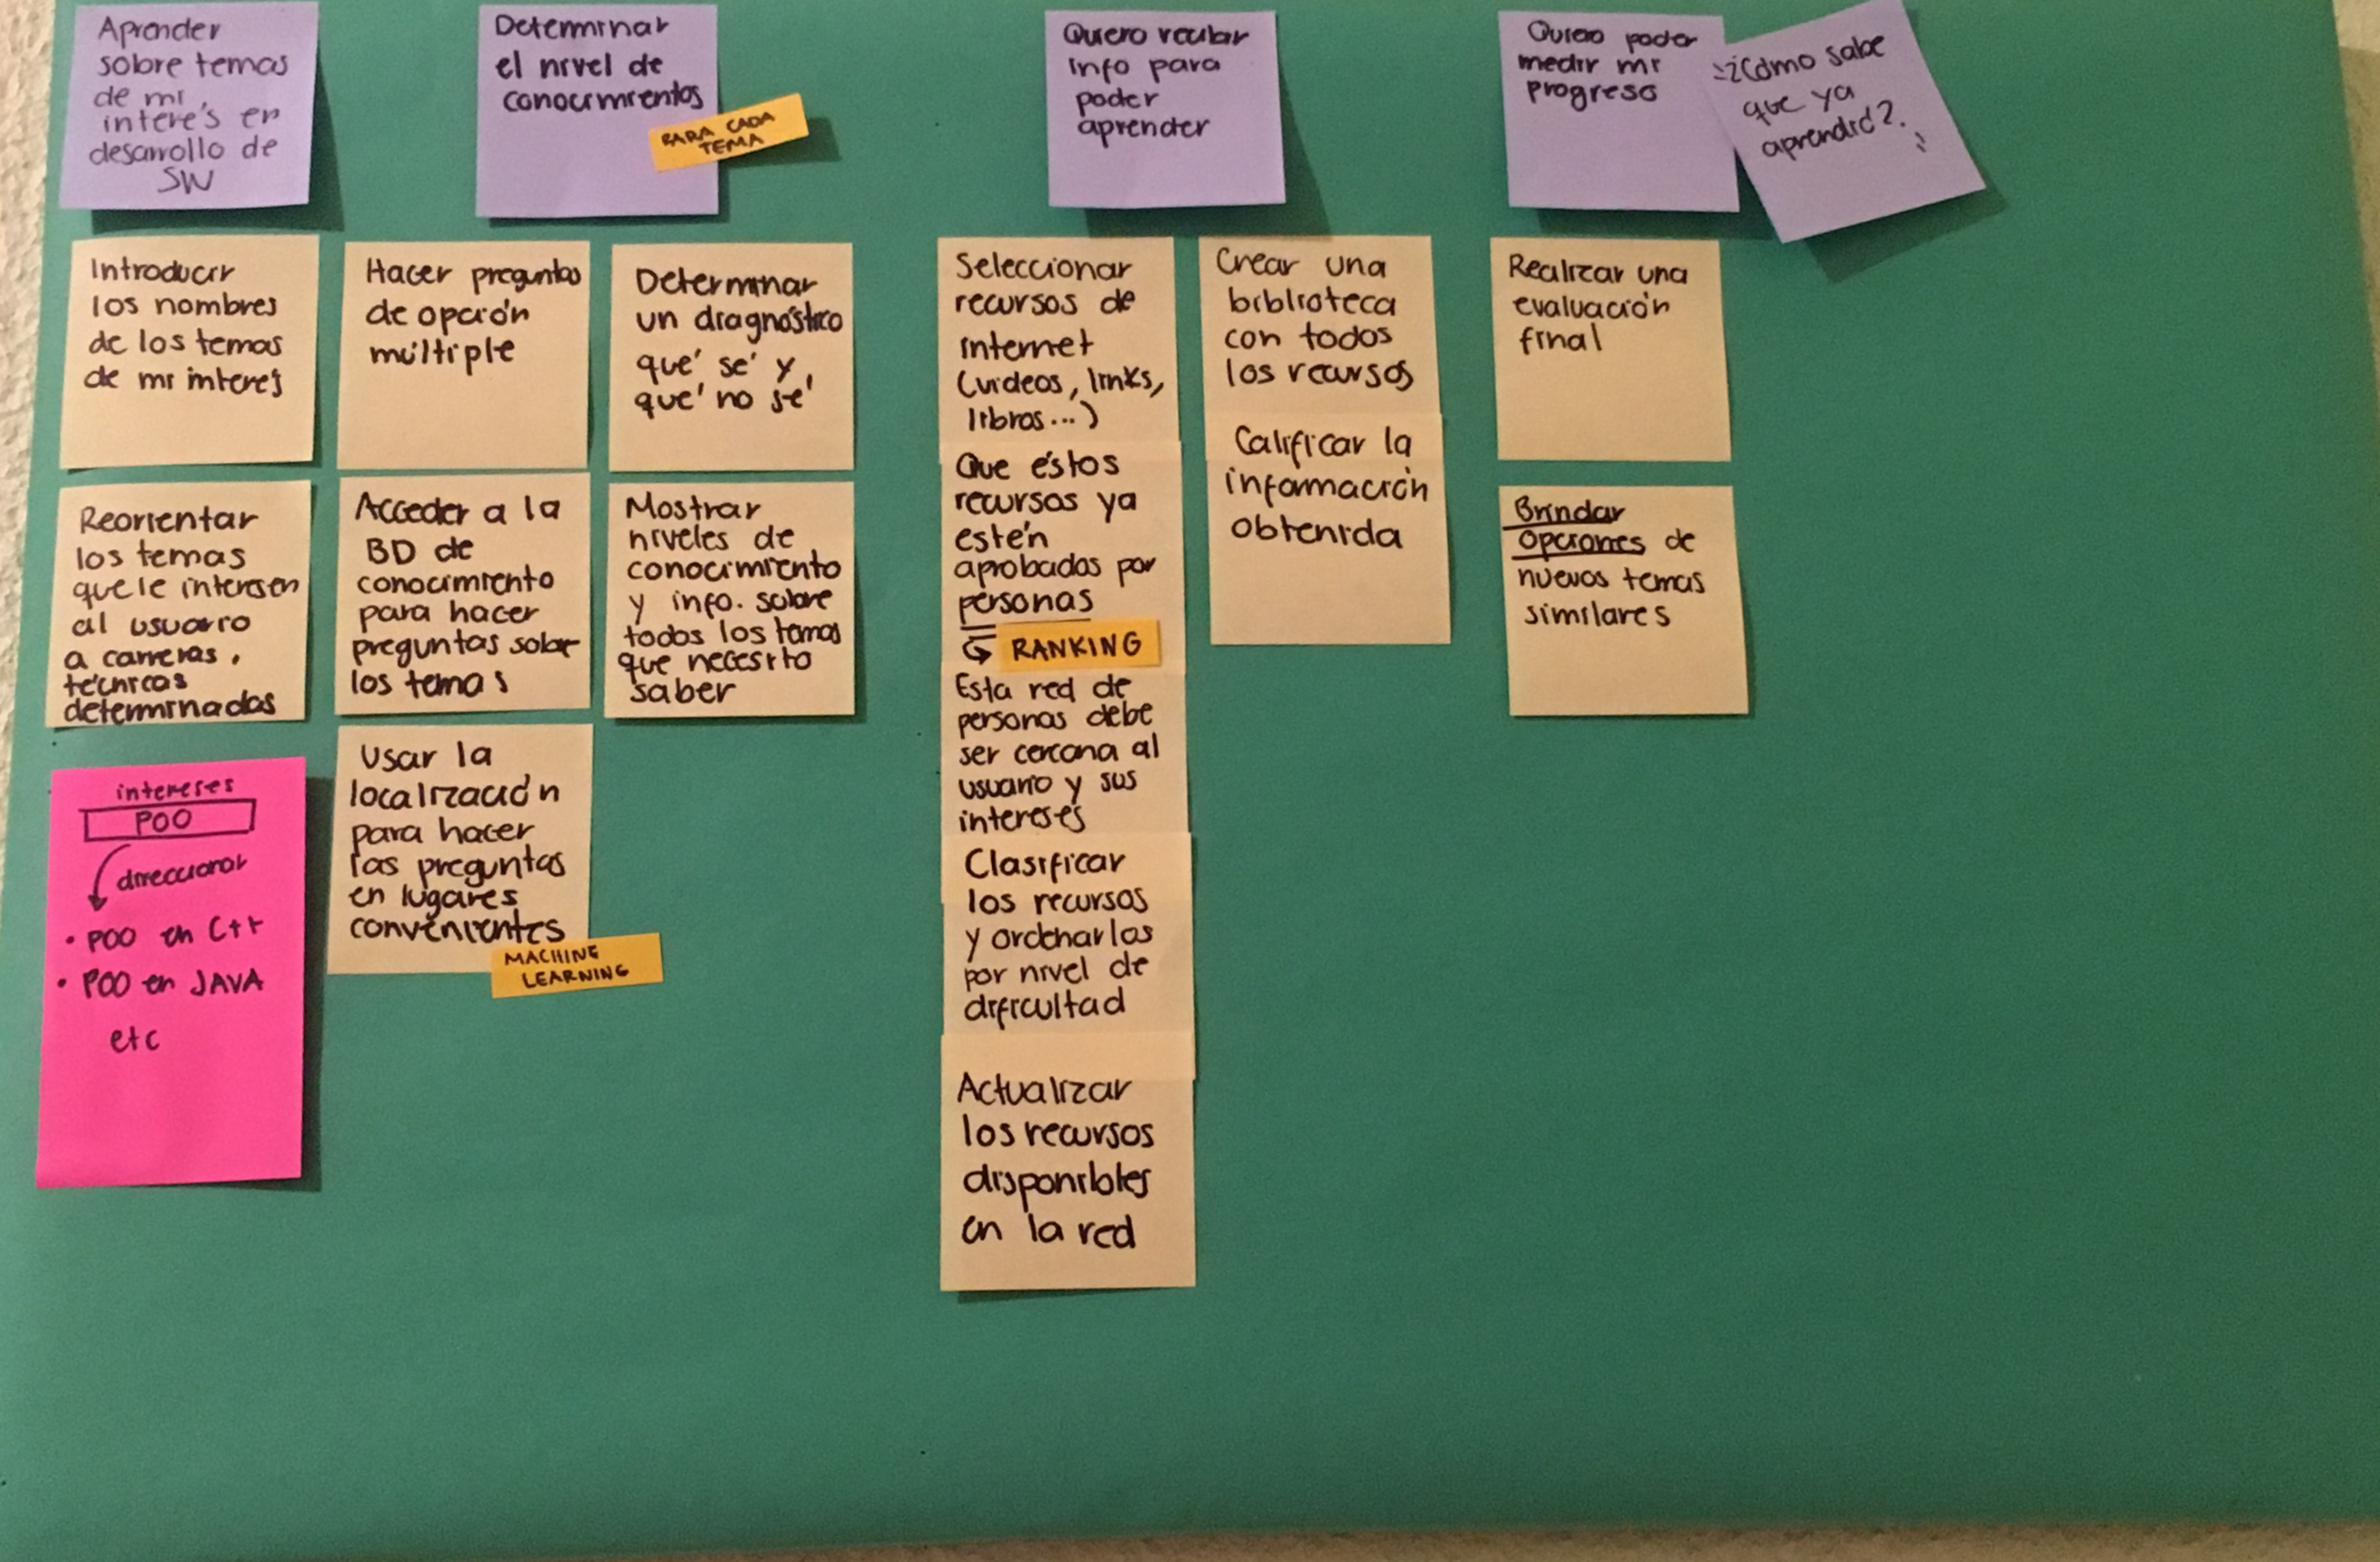 Aprender
sobre temas
de mi
interés en
desarrollo de
SW
Determinar
el nivel de
conocimientos
PARA CADA
TEMA
Quiero recibir
info para
poder
aprender
Quiero poder
medir mi
progreso
"¿Cómo sabe
que ya
aprendió?"
Introducir
los nombres
de los temas
de mi interés
Reorientar
los temas
que le interesen
al usuario
a carreras,
técnicas
determinadas
intereses
POO
direccionar
• POO en C++
• POO en JAVA
etc
Hacer preguntas
de opción
múltiple
Acceder a la
BD de
conocimiento
para hacer
preguntas sobre
los temas
Usar la
localización
para hacer
las preguntas
en lugares
convenientes
MACHINE
LEARNING
Determinar
un diagnóstico
qué sé y
qué no sé
Mostrar
niveles de
conocimiento
y info. sobre
todos los temas
que necesito
saber
Seleccionar
recursos de
internet
(videos, links,
libros...)
Que éstos
recursos ya
estén
aprobados por
personas
RANKING
Esta red de
personas debe
ser cercana al
usuario y sus
intereses
Clasificar
los recursos
y ordenarlos
por nivel de
dificultad
Actualizar
los recursos
disponibles
en la red
Crear una
biblioteca
con todos
los recursos
Calificar la
información
obtenida
Realizar una
evaluación
final
Brindar
opciones de
nuevos temas
similares